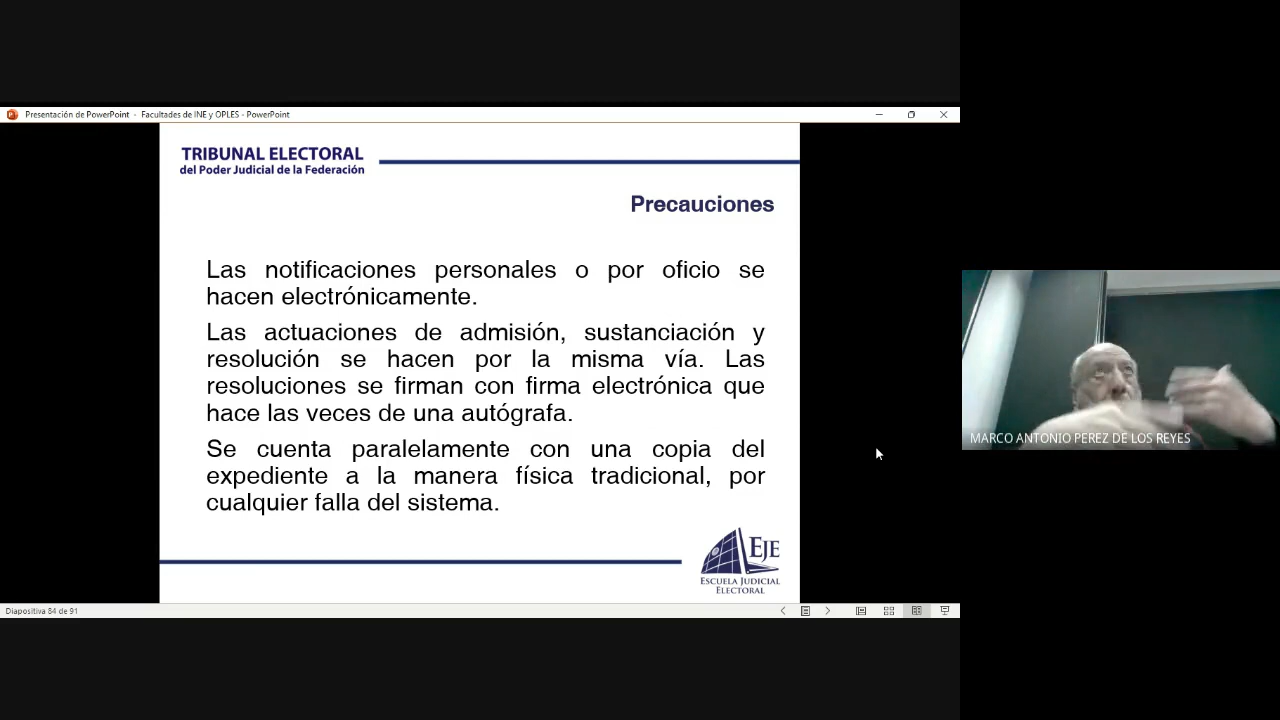 Presentación de PowerPoint - Facultades de INE y OPLES - PowerPoint
TRIBUNAL ELECTORAL
del Poder Judicial de la Federación
Precauciones
Las notificaciones personales o por oficio se
hacen electrónicamente.
Las actuaciones de admisión, sustanciación y
resolución se hacen por la misma vía. Las
resoluciones se firman con firma electrónica que
hace las veces de una autógrafa.
Se cuenta paralelamente con una copia del
expediente a la manera física tradicional, por
cualquier falla del sistema.
EJE
ESCUELA JUDICIAL
ELECTORAL
MARCO ANTONIO PEREZ DE LOS REYES
Diapositiva 84 de 91